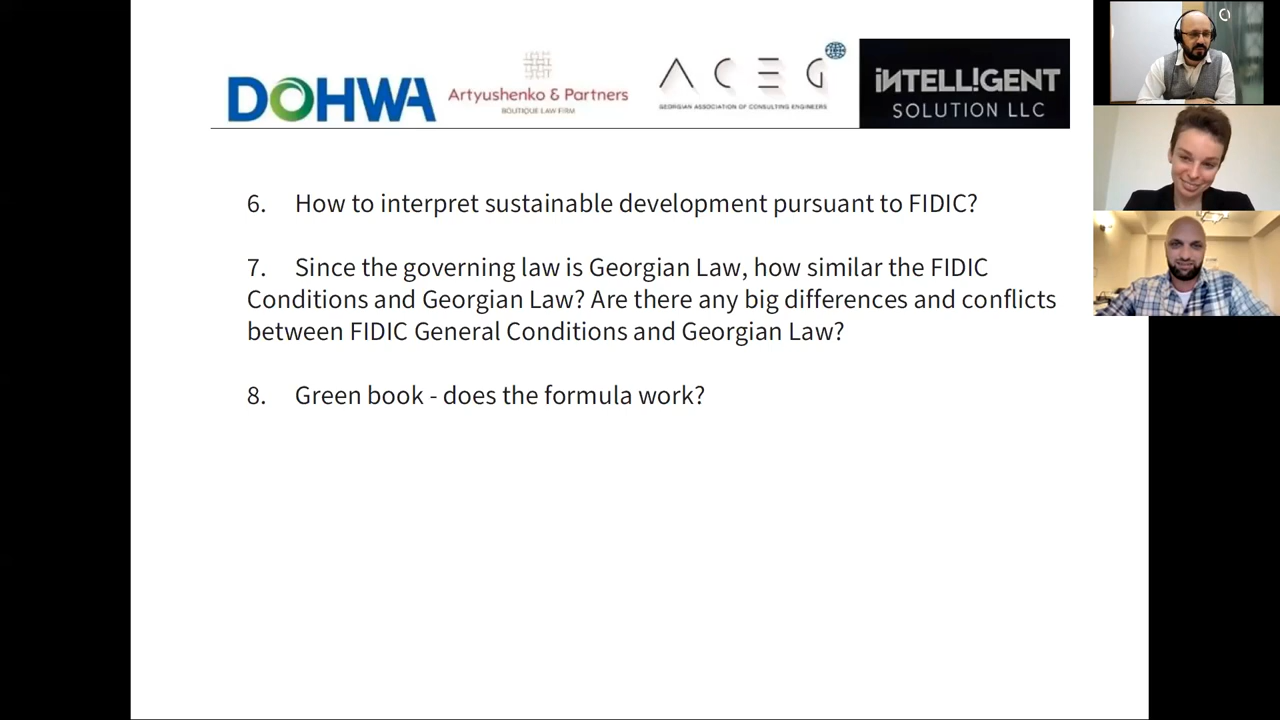 DOHWA
Artyushenko & Partners
BOUTIQUE LAW FIRM
ACEG
GEORGIAN ASSOCIATION OF CONSULTING ENGINEERS
iNTELL!GENT
SOLUTION LLC
6. How to interpret sustainable development pursuant to FIDIC?
7. Since the governing law is Georgian Law, how similar the FIDIC
Conditions and Georgian Law? Are there any big differences and conflicts
between FIDIC General Conditions and Georgian Law?
8. Green book - does the formula work?